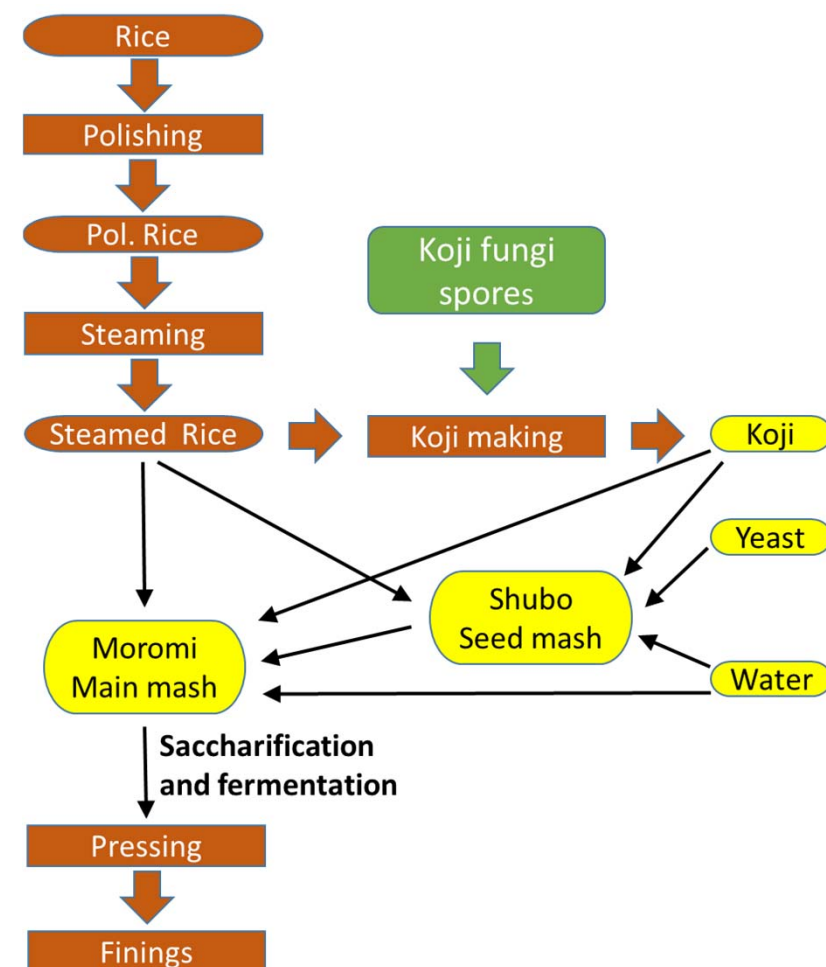 Rice
Polishing
Pol. Rice
Koji fungi
spores
Steaming
Steamed Rice
Koji making
Koji
Yeast
Shubo
Seed mash
Moromi
Main mash
Water
Saccharification
and fermentation
Pressing
Finings